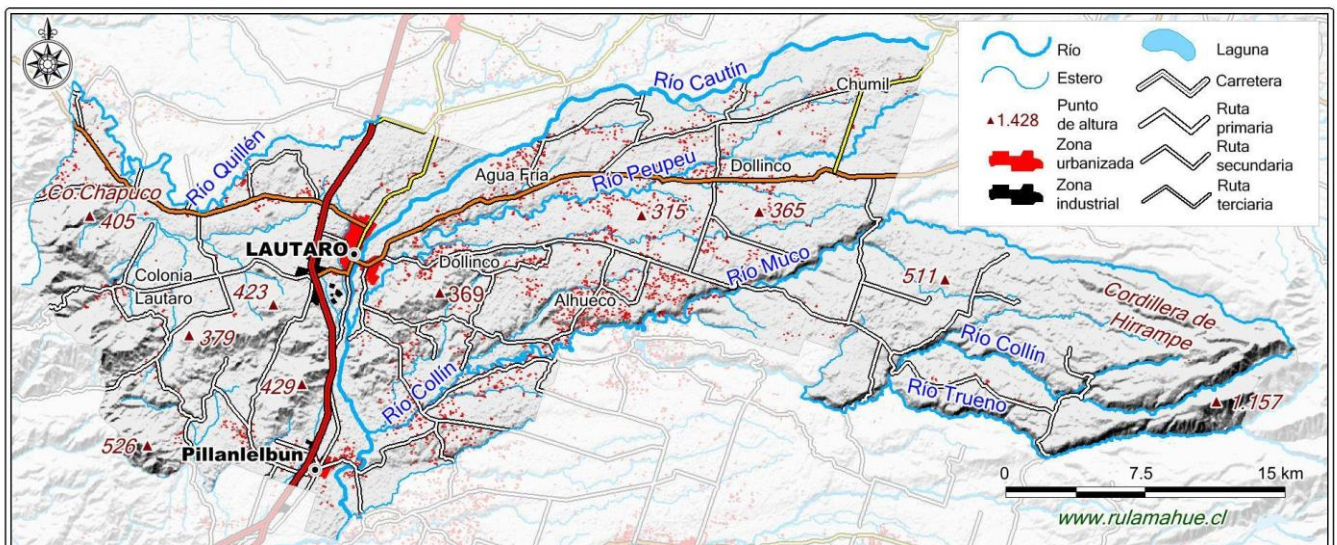 Río
Estero
1.428
Punto
de altura
Zona
urbanizada
Zona
industrial
Laguna
Carretera
Ruta
primaria
Ruta
secundaria
Ruta
terciaria
Río Cautín
Chumil
Río Quillén
Agua Fría
Río Peupeu
Dollinco
Co.Chapuco
405
315
365
LAUTARO
Dollinco
Río Muco
Colonia
Lautaro
423
369
Alhueco
511
Cordillera de
Hirrampe
379
Río Collín
429
Río Collín
Río Trueno
1.157
526
Pillanlelbun
0 7.5 15 km
www.rulamahue.cl